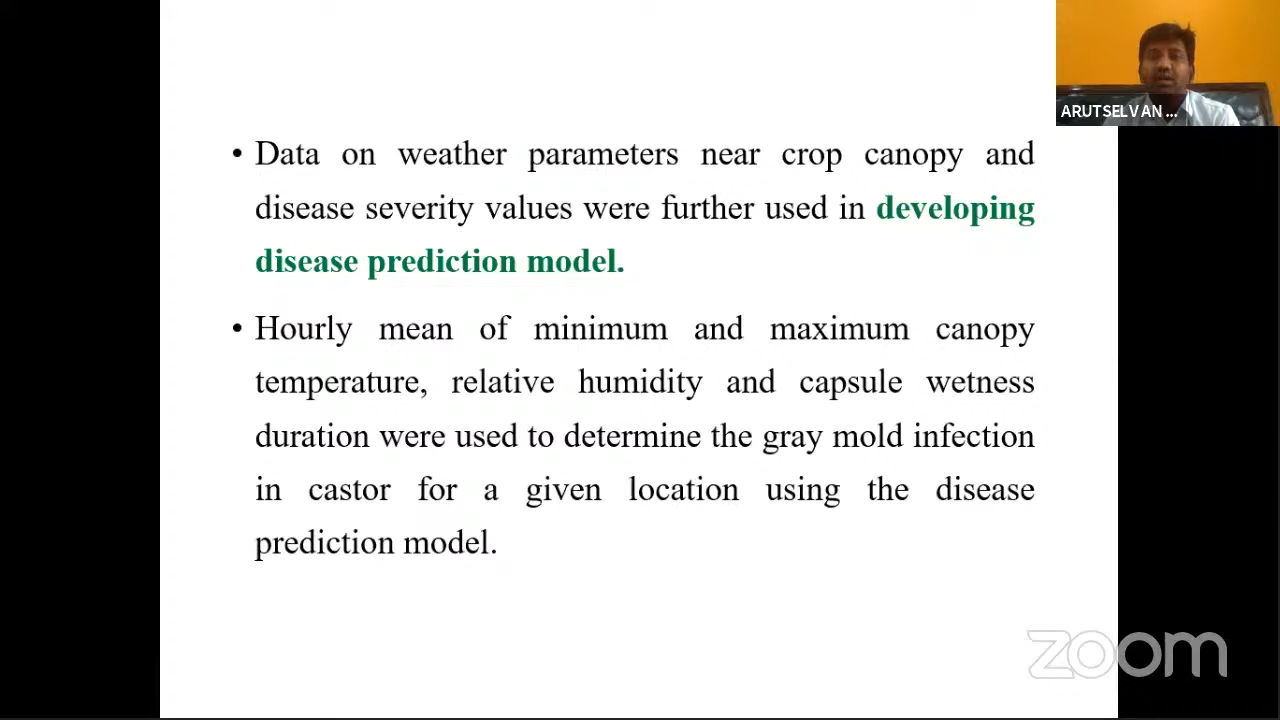 • Data on weather parameters near crop canopy and
disease severity values were further used in developing
disease prediction model.
• Hourly mean of minimum and maximum canopy
temperature, relative humidity and capsule wetness
duration were used to determine the gray mold infection
in castor for a given location using the disease
prediction model.
ARUTSELVAN ...
zoom